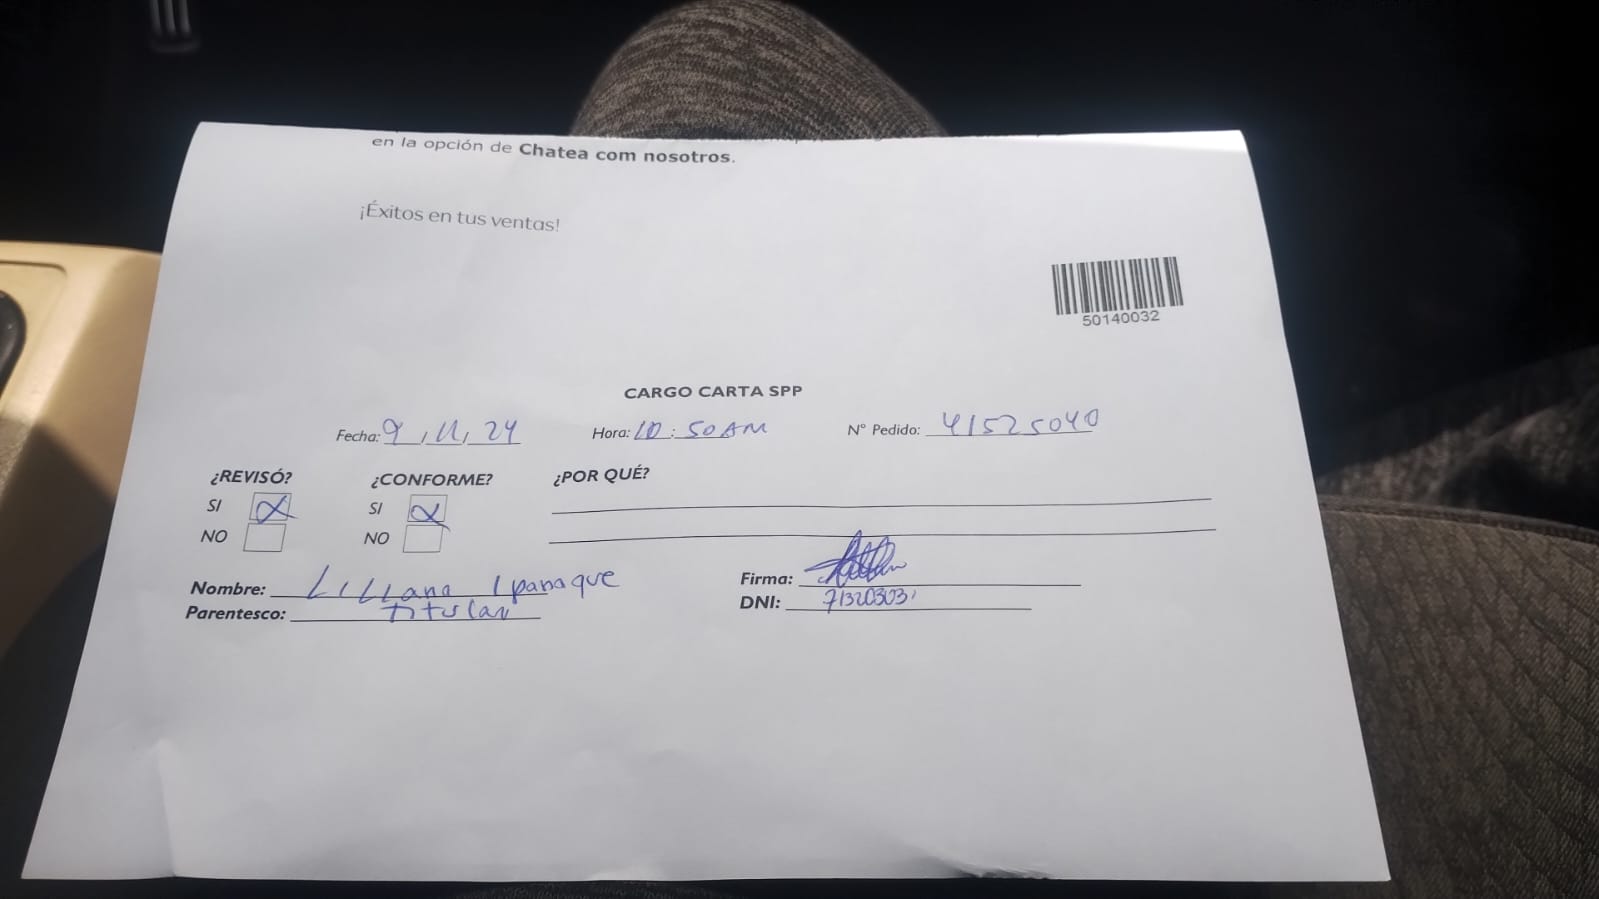 en la opción de Chatea com nosotros.
¡Éxitos en tus ventas!
50140032
CARGO CARTA SPP
Fecha: 9, 11, 24 Hora: 10:50 AM N° Pedido: 41525040
¿REVISÓ? ¿CONFORME? ¿POR QUÉ?
SI SI
NO NO
Nombre: Liliana Ipanaque Firma:
Parentesco: Titular DNI: 71320303